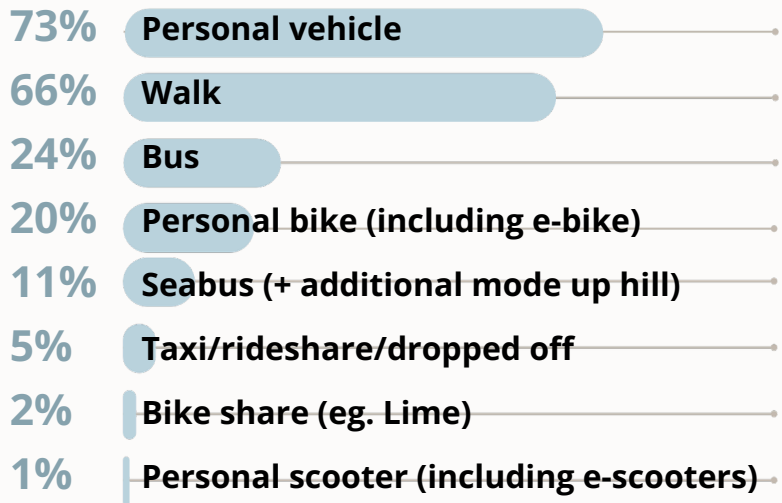 73% Personal vehicle
66% Walk
24% Bus
20% Personal bike (including e-bike)
11% Seabus (+ additional mode up hill)
5% Taxi/rideshare/dropped off
2% Bike share (eg. Lime)
1% Personal scooter (including e-scooters)